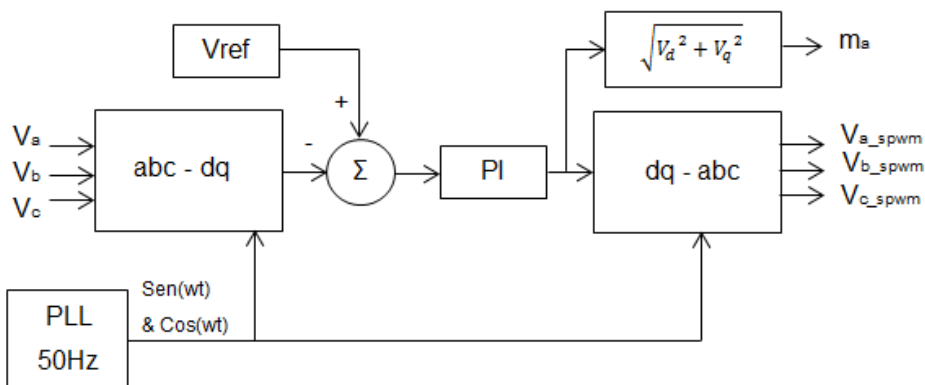 Vref
√Vd² + Vq²
ma
+
Va
Vb
Vc
abc - dq
-
Σ
PI
dq - abc
Va_spwm
Vb_spwm
Vc_spwm
Sen(wt)
& Cos(wt)
PLL
50Hz